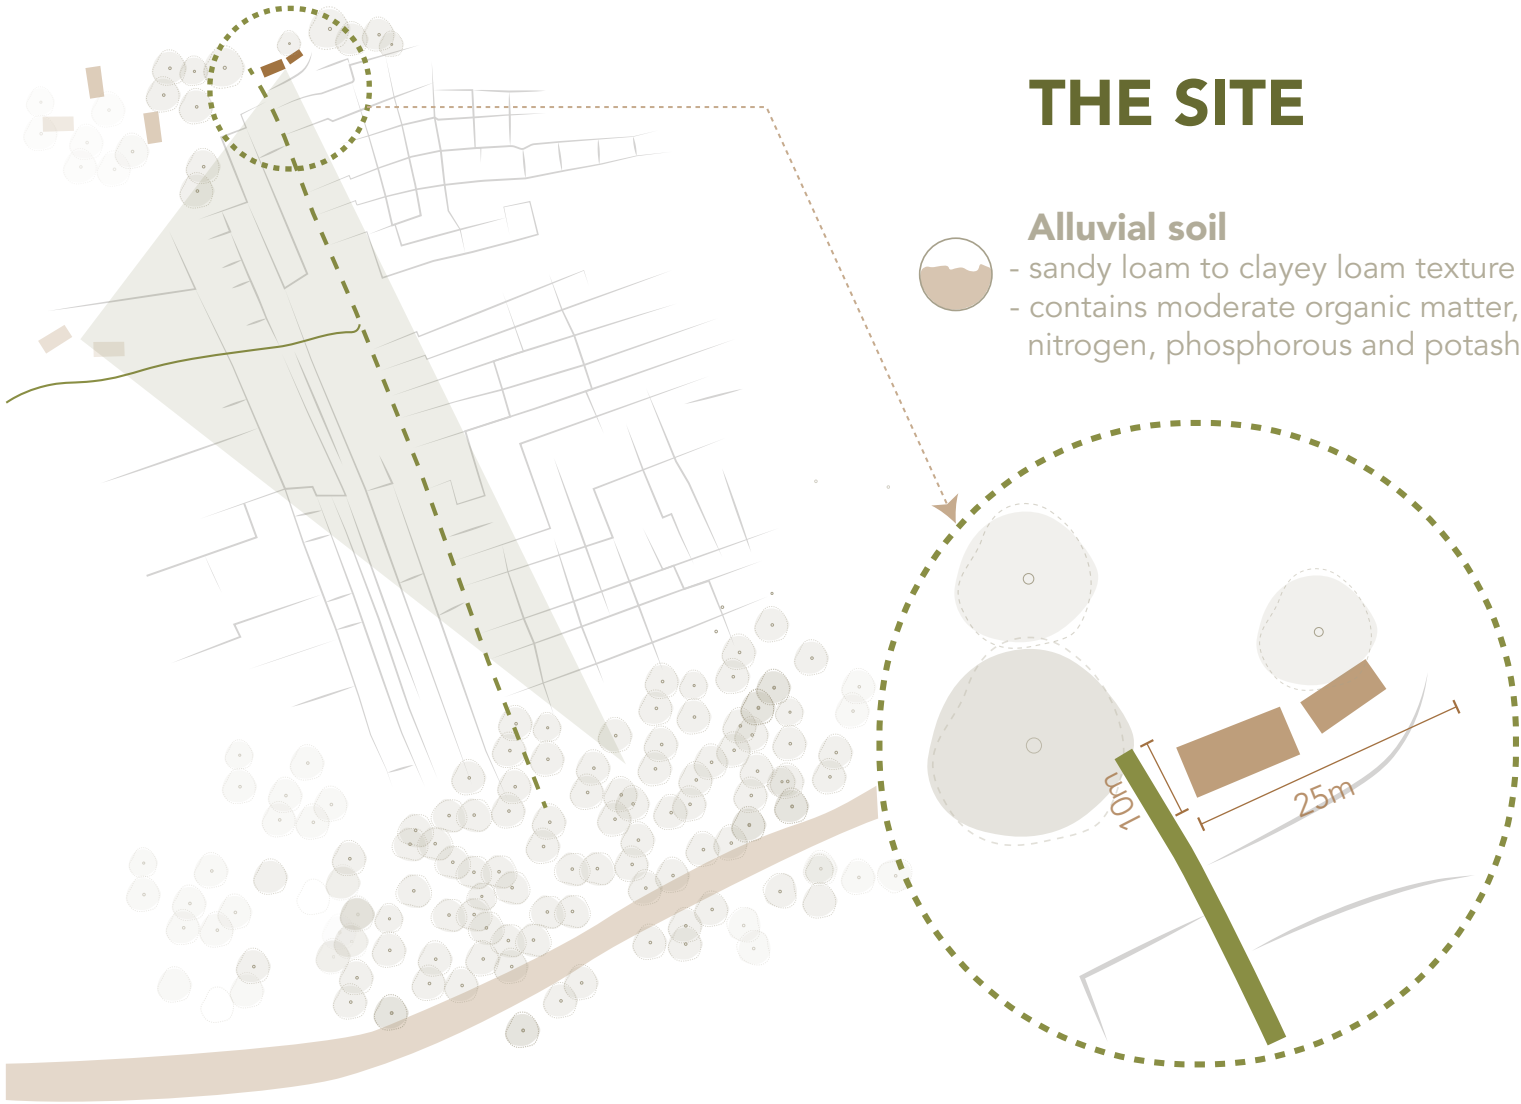 THE SITE
Alluvial soil
- sandy loam to clayey loam texture
- contains moderate organic matter,
nitrogen, phosphorous and potash
10m
25m